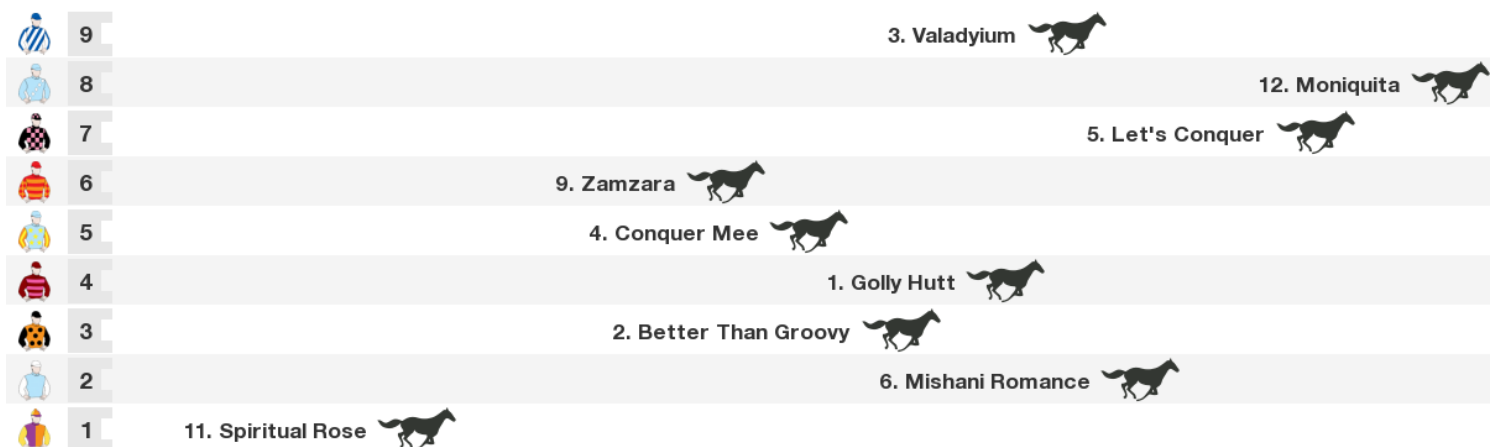 9 3. Valadyium
8 12. Moniquita
7 5. Let's Conquer
6 9. Zamzara
5 4. Conquer Mee
4 1. Golly Hutt
3 2. Better Than Groovy
2 6. Mishani Romance
1 11. Spiritual Rose